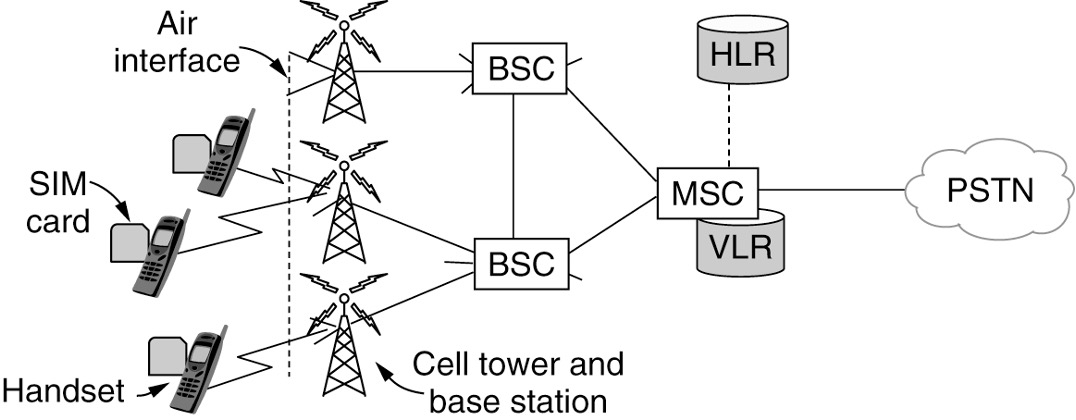 Air
interface
BSC
HLR
SIM
card
MSC
PSTN
VLR
BSC
Handset
Cell tower and
base station